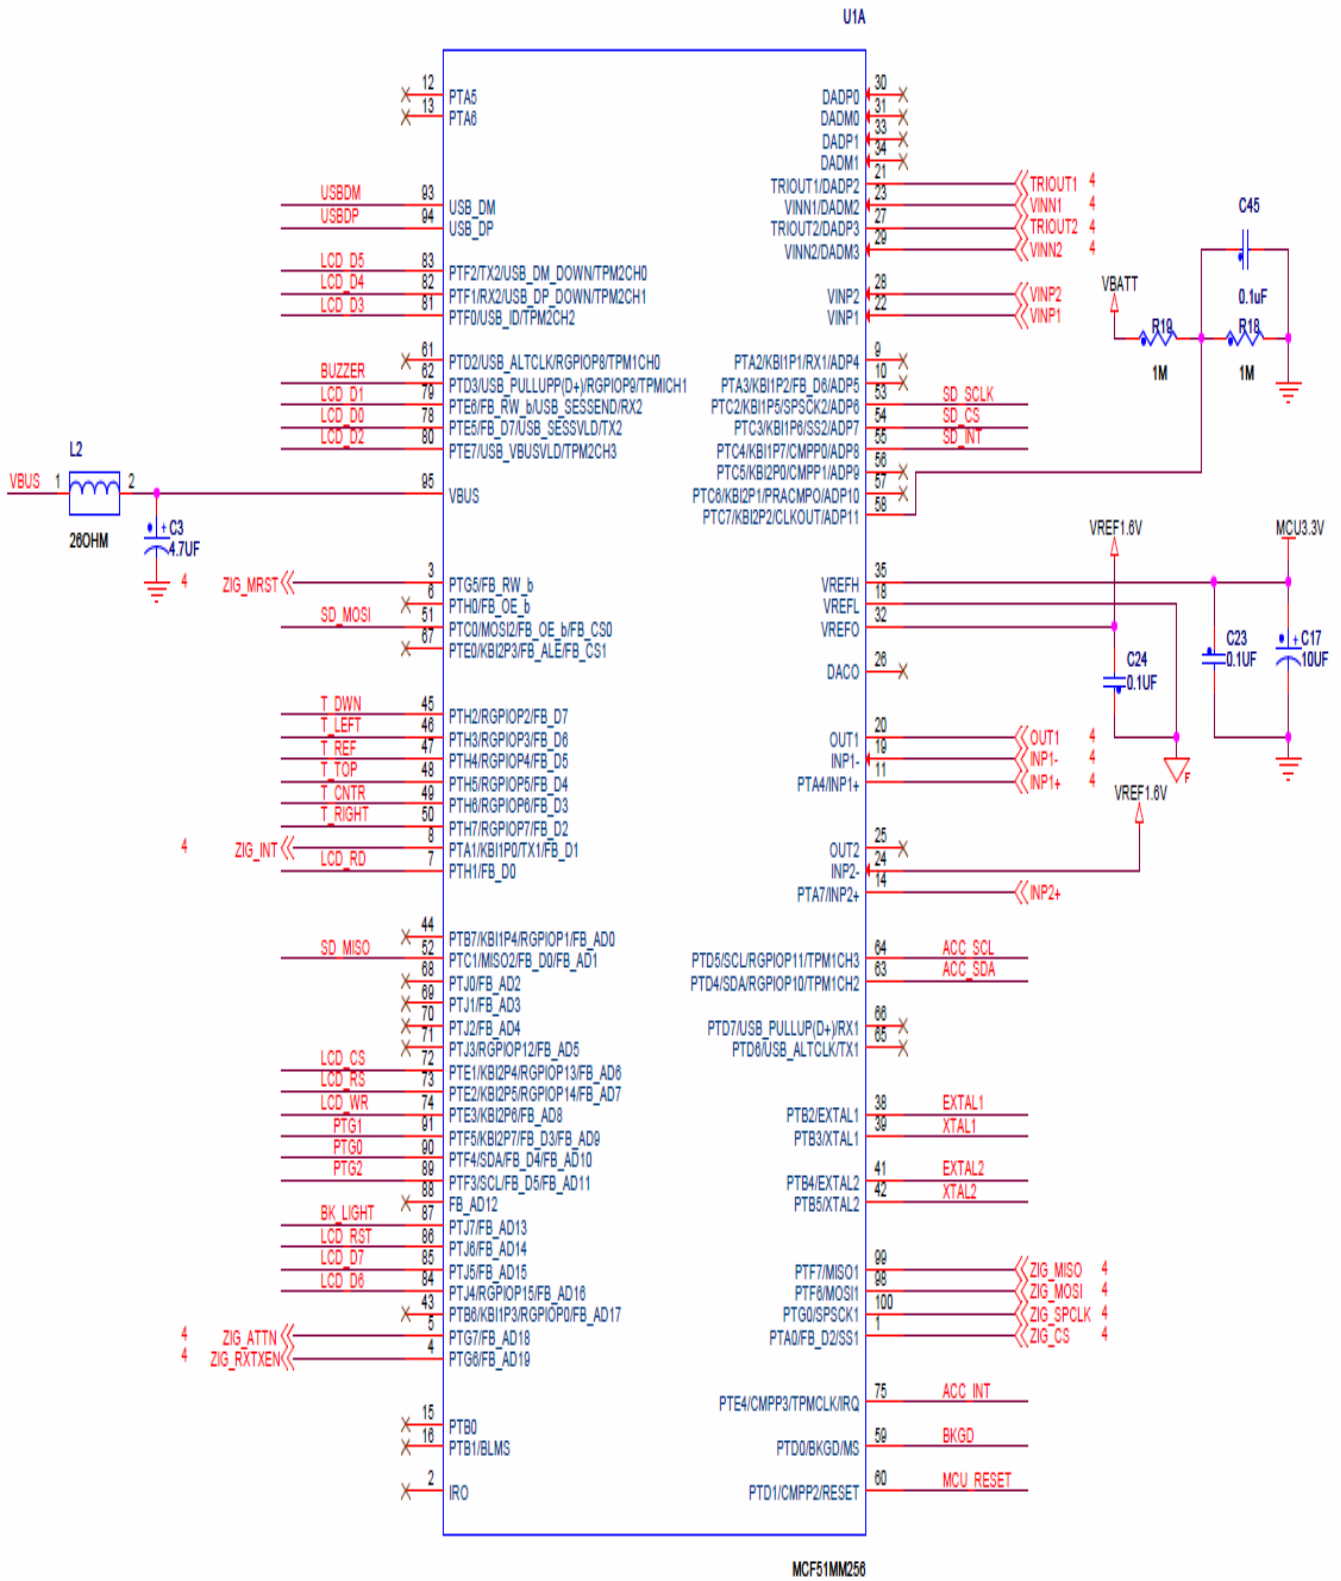 U1A
12 PTA5
13 PTA6
USBDM 93 USB_DM
USBDP 94 USB_DP
LCD_D5 83 PTF2/TX2/USB_DM_DOWN/TPM2CH0
LCD_D4 82 PTF1/RX2/USB_DP_DOWN/TPM2CH1
LCD_D3 81 PTF0/USB_ID/TPM2CH2
61 PTD2/USB_ALTCLK/RGPIOP8/TPM1CH0
BUZZER 62 PTD3/USB_PULLUPP(D+)/RGPIOP9/TPMICH1
LCD_D1 79 PTE6/FB_RW_b/USB_SESSEND/RX2
LCD_D0 78 PTE5/FB_D7/USB_SESSVLD/TX2
LCD_D2 80 PTE7/USB_VBUSVLD/TPM2CH3
L2
VBUS 1 2 95 VBUS
26OHM
+ C3
4.7UF
4 ZIG_MRST 3 PTG5/FB_RW_b
6 PTH0/FB_OE_b
SD_MOSI 51 PTC0/MOSI2/FB_OE_b/FB_CS0
67 PTE0/KBI2P3/FB_ALE/FB_CS1
T_DWN 45 PTH2/RGPIOP2/FB_D7
T_LEFT 46 PTH3/RGPIOP3/FB_D6
T_REF 47 PTH4/RGPIOP4/FB_D5
T_TOP 48 PTH5/RGPIOP5/FB_D4
T_CNTR 49 PTH6/RGPIOP6/FB_D3
T_RIGHT 50 PTH7/RGPIOP7/FB_D2
4 ZIG_INT 8 PTA1/KBI1P0/TX1/FB_D1
LCD_RD 7 PTH1/FB_D0
44 PTB7/KBI1P4/RGPIOP1/FB_AD0
SD_MISO 52 PTC1/MISO2/FB_D0/FB_AD1
68 PTJ0/FB_AD2
69 PTJ1/FB_AD3
70 PTJ2/FB_AD4
71 PTJ3/RGPIOP12/FB_AD5
LCD_CS 72 PTE1/KBI2P4/RGPIOP13/FB_AD6
LCD_RS 73 PTE2/KBI2P5/RGPIOP14/FB_AD7
LCD_WR 74 PTE3/KBI2P6/FB_AD8
PTG1 91 PTF5/KBI2P7/FB_D3/FB_AD9
PTG0 90 PTF4/SDA/FB_D4/FB_AD10
PTG2 89 PTF3/SCL/FB_D5/FB_AD11
88 FB_AD12
BK_LIGHT 87 PTJ7/FB_AD13
LCD_RST 86 PTJ6/FB_AD14
LCD_D7 85 PTJ5/FB_AD15
LCD_D6 84 PTJ4/RGPIOP15/FB_AD16
43 PTB6/KBI1P3/RGPIOP0/FB_AD17
4 ZIG_ATTN 5 PTG7/FB_AD18
4 ZIG_RXTXEN 4 PTG6/FB_AD19
15 PTB0
16 PTB1/BLMS
2 IRO
DADP0 30
DADM0 31
DADP1 33
DADM1 34
TRIOUT1/DADP2 21 TRIOUT1 4
VINN1/DADM2 23 VINN1 4
TRIOUT2/DADP3 27 TRIOUT2 4
VINN2/DADM3 29 VINN2 4
VINP2 28 VINP2
VINP1 22 VINP1
PTA2/KBI1P1/RX1/ADP4 9
PTA3/KBI1P2/FB_D6/ADP5 10
PTC2/KBI1P5/SPSCK2/ADP6 53 SD_SCLK
PTC3/KBI1P6/SS2/ADP7 54 SD_CS
PTC4/KBI1P7/CMPP0/ADP8 55 SD_INT
PTC5/KBI2P0/CMPP1/ADP9 56
PTC6/KBI2P1/PRACMPO/ADP10 57
PTC7/KBI2P2/CLKOUT/ADP11 58
C45
0.1uF
VBATT
R19 R18
1M 1M
VREF1.6V MCU3.3V
VREFH 35
VREFL 18
VREFO 32
C24
0.1UF
C23
0.1UF
+ C17
10UF
F
DACO 26
OUT1 20 OUT1 4
INP1- 19 INP1- 4
PTA4/INP1+ 11 INP1+ 4
VREF1.6V
OUT2 25
INP2- 24
PTA7/INP2+ 14 INP2+
PTD5/SCL/RGPIOP11/TPM1CH3 64 ACC_SCL
PTD4/SDA/RGPIOP10/TPM1CH2 63 ACC_SDA
PTD7/USB_PULLUP(D+)/RX1 66
PTD6/USB_ALTCLK/TX1 65
PTB2/EXTAL1 38 EXTAL1
PTB3/XTAL1 39 XTAL1
PTB4/EXTAL2 41 EXTAL2
PTB5/XTAL2 42 XTAL2
PTF7/MISO1 99 ZIG_MISO 4
PTF6/MOSI1 98 ZIG_MOSI 4
PTG0/SPSCK1 100 ZIG_SPCLK 4
PTA0/FB_D2/SS1 1 ZIG_CS 4
PTE4/CMPP3/TPMCLK/IRQ 75 ACC_INT
PTD0/BKGD/MS 59 BKGD
PTD1/CMPP2/RESET 60 MCU_RESET
MCF51MM256